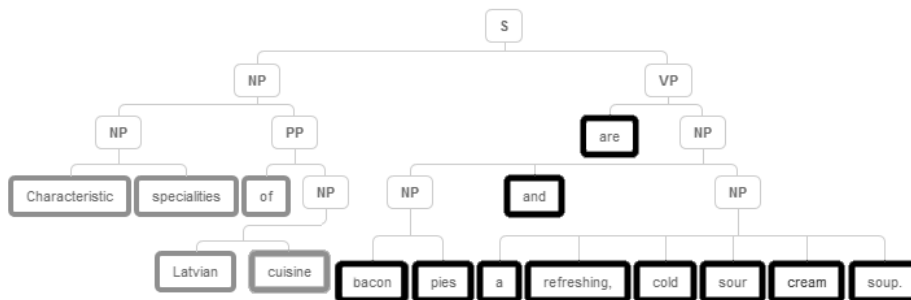 S
NP VP
NP PP are NP
Characteristic specialities of NP NP and NP
Latvian cuisine bacon pies a refreshing, cold sour cream soup.